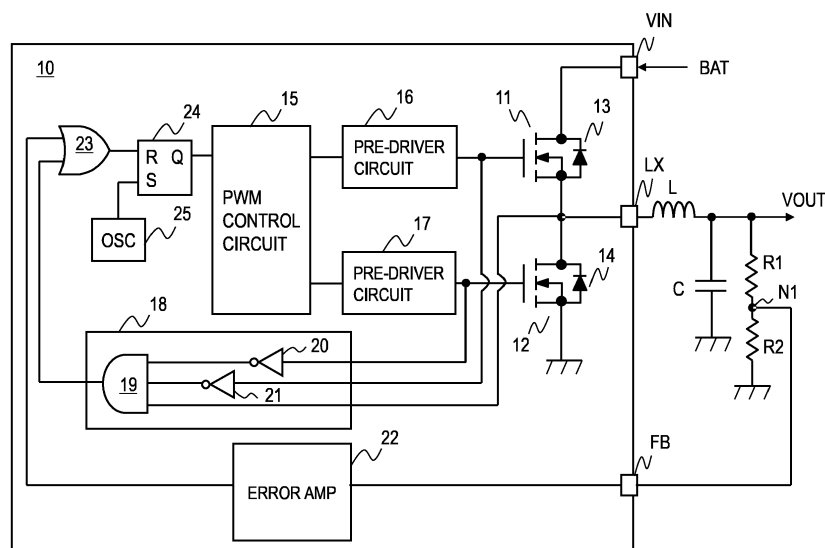 VIN
10
BAT
15
16
11
13
24
23
R Q
S
PRE-DRIVER
CIRCUIT
LX
L
VOUT
PWM
CONTROL
CIRCUIT
OSC
25
17
14
R1
PRE-DRIVER
CIRCUIT
C
N1
12
R2
18
20
19
21
22
FB
ERROR AMP